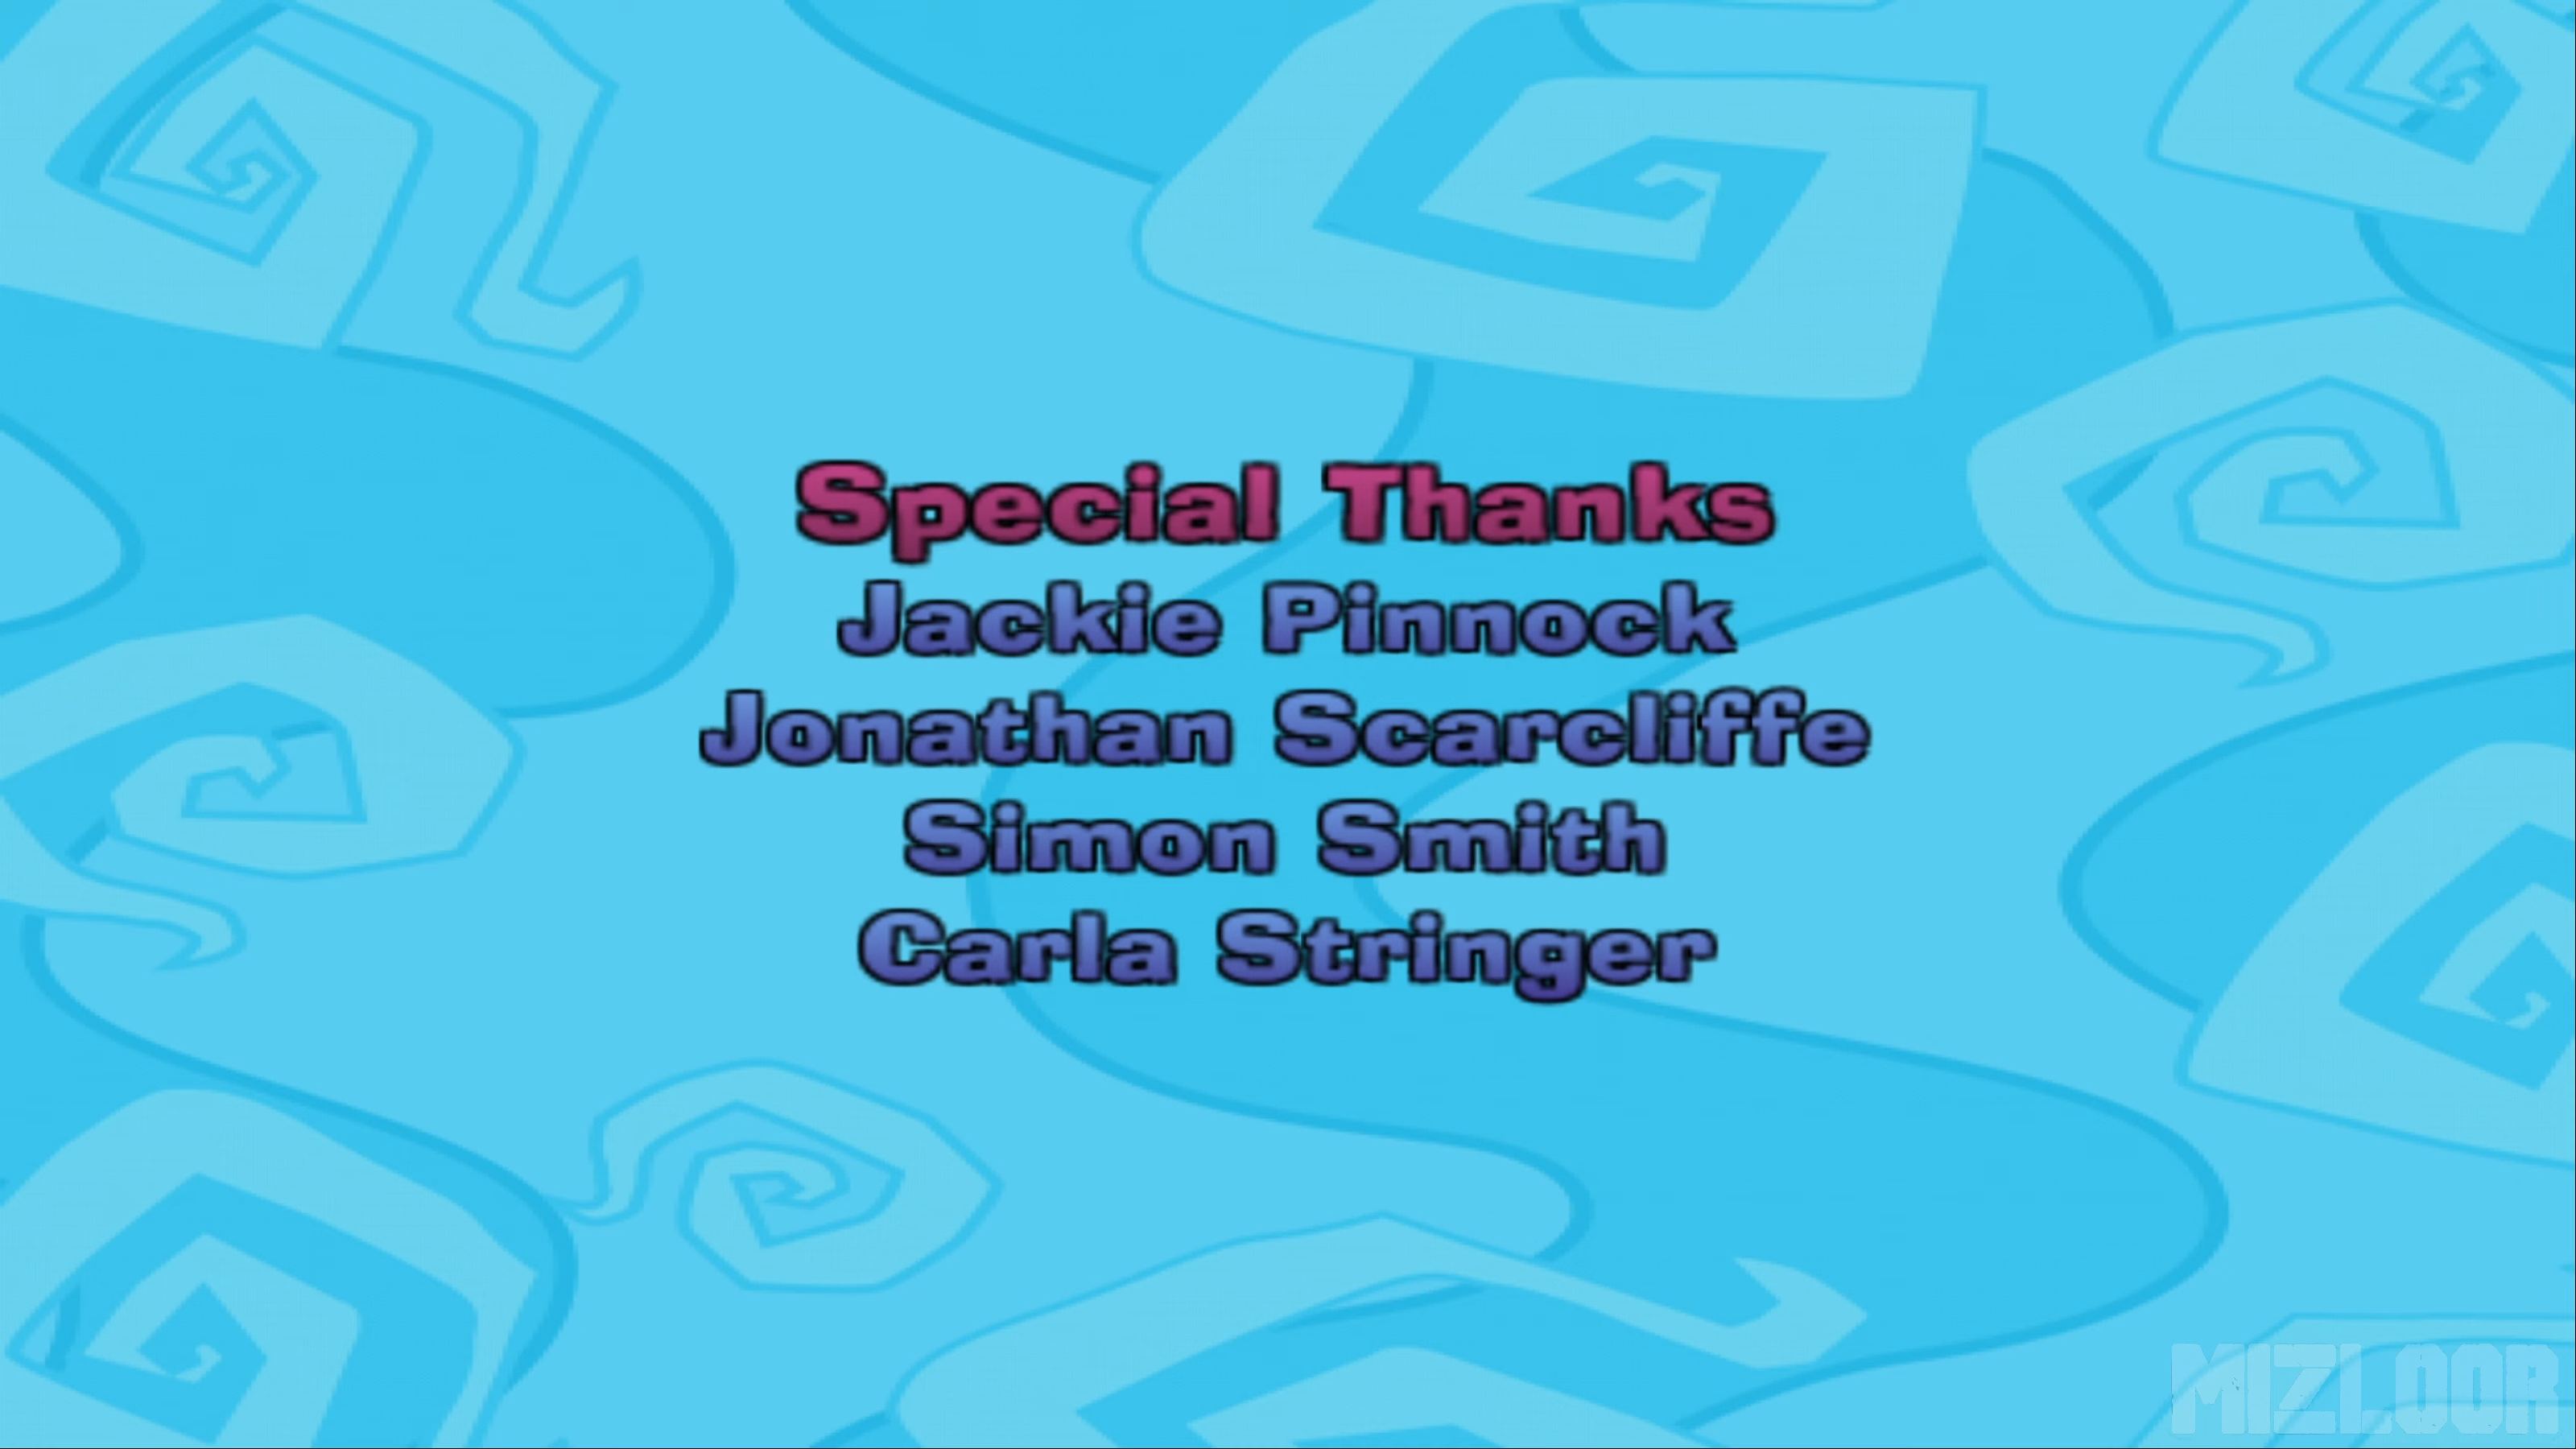 Special Thanks
Jackie Pinnock
Jonathan Scarcliffe
Simon Smith
Carla Stringer
MIZLOOR